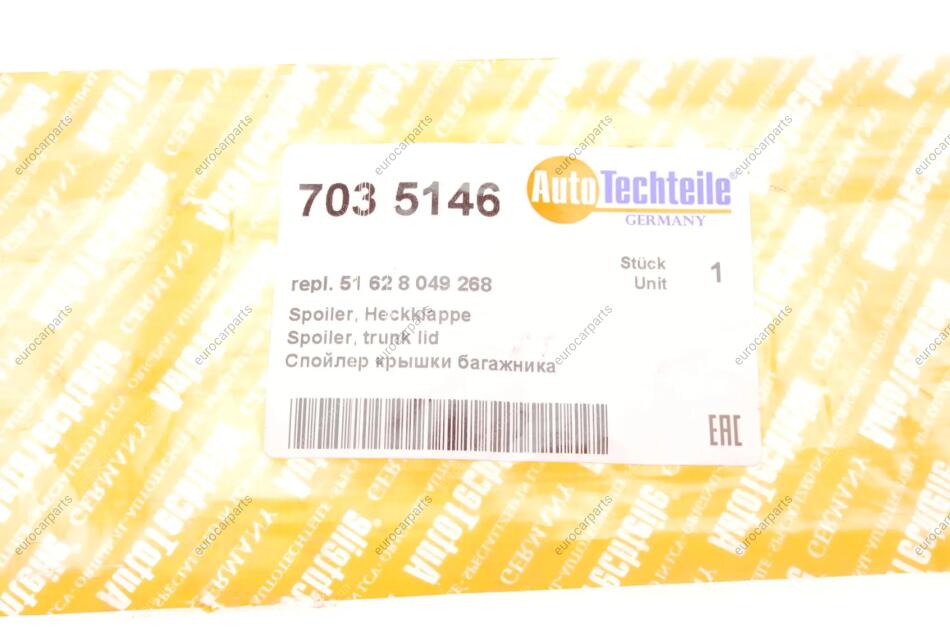 703 5146
AutoTechteile
GERMANY
repl. 51 62 8 049 268
Stück
Unit
1
Spoiler, Heckklappe
Spoiler, trunk lid
Спойлер крышки багажника
EAC
eurocarparts